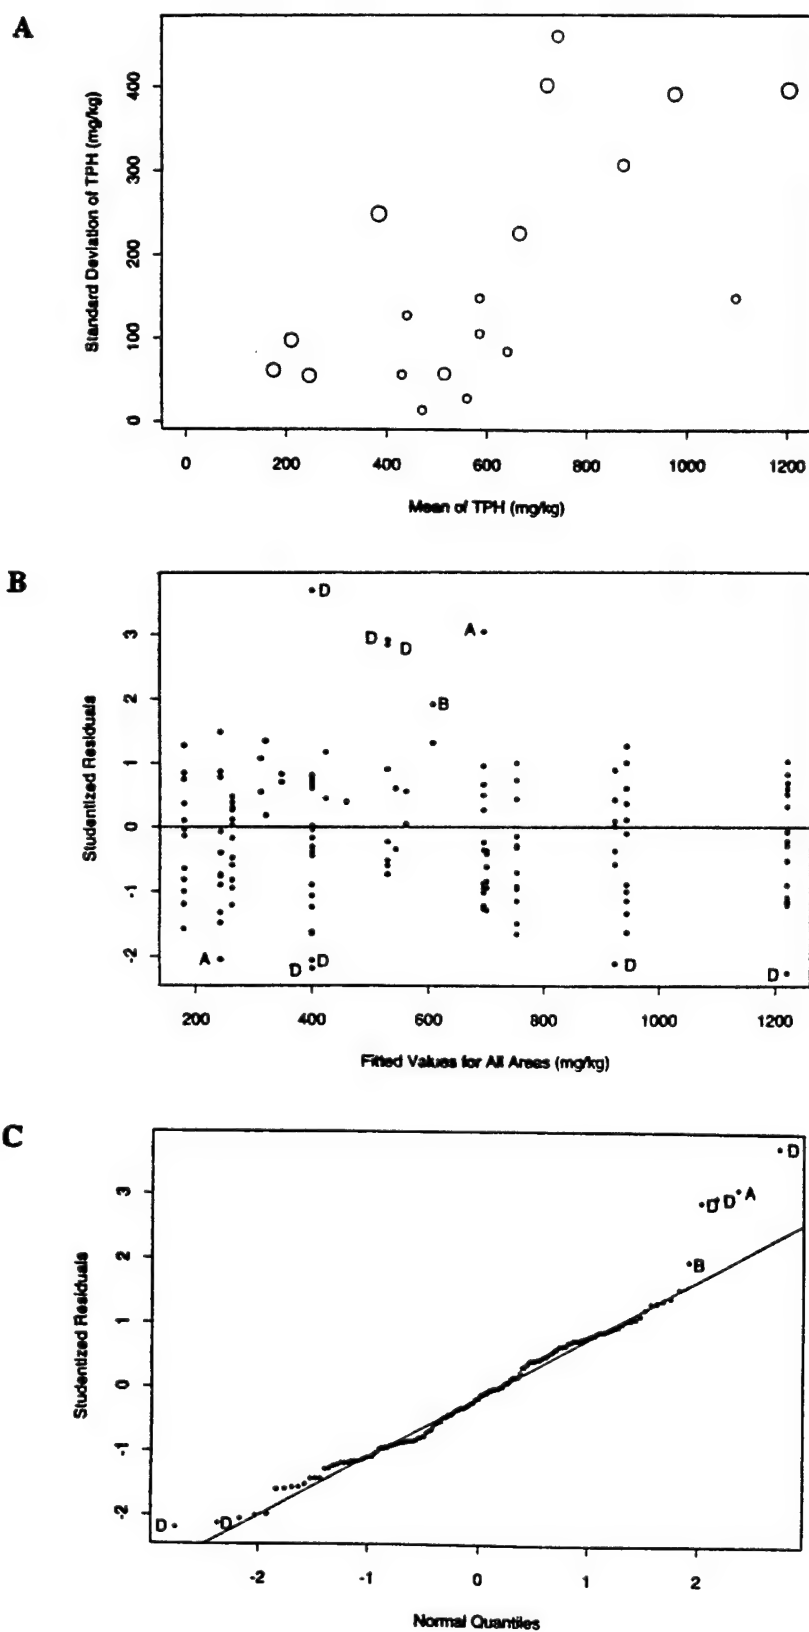 A
Standard Deviation of TPH (mg/kg)
400
300
200
100
0
0 200 400 600 800 1000 1200
Mean of TPH (mg/kg)
B
Studentized Residuals
3
2
1
0
-1
-2
D
D
D
A
B
A
D
D
D
D
200 400 600 800 1000 1200
Fitted Values for All Areas (mg/kg)
C
Studentized Residuals
3
2
1
0
-1
-2
D
D
D
A
B
D
D
-2 -1 0 1 2
Normal Quantiles